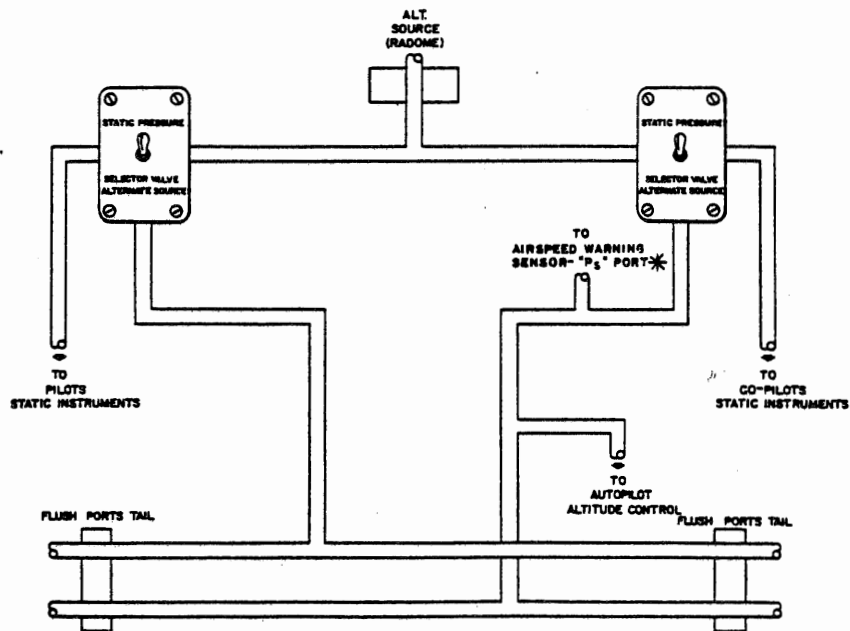 ALT.
SOURCE
(RADOME)
STATIC PRESSURE
SELECTOR VALVE
ALTERNATE SOURCE
STATIC PRESSURE
SELECTOR VALVE
ALTERNATE SOURCE
TO
AIRSPEED WARNING
SENSOR-"PS" PORT✳
TO
PILOTS
STATIC INSTRUMENTS
TO
CO-PILOTS
STATIC INSTRUMENTS
TO
AUTOPILOT
ALTITUDE CONTROL
FLUSH PORTS TAIL
FLUSH PORTS TAIL